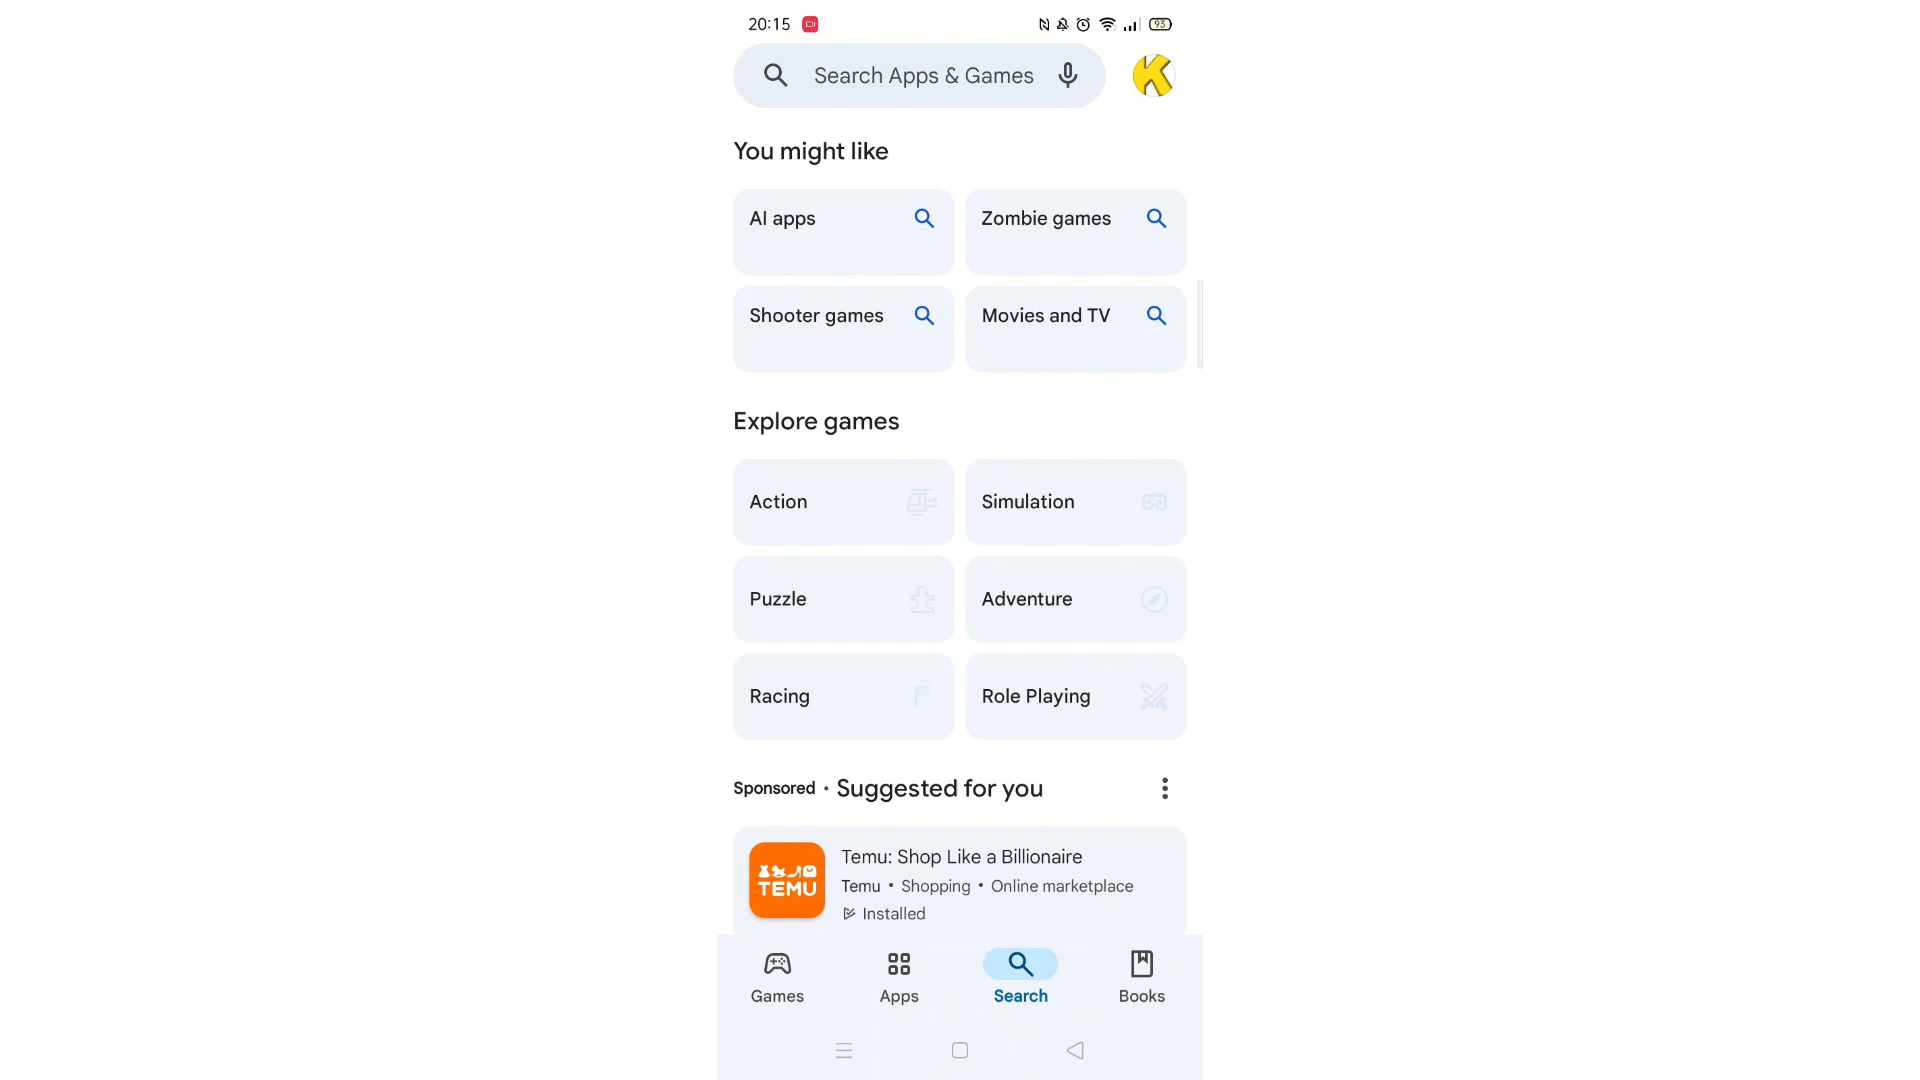 20:15
93
Search Apps & Games
You might like
AI apps
Zombie games
Shooter games
Movies and TV
Explore games
Action
Simulation
Puzzle
Adventure
Racing
Role Playing
Sponsored • Suggested for you
TEMU
Temu: Shop Like a Billionaire
Temu • Shopping • Online marketplace
Installed
Games
Apps
Search
Books